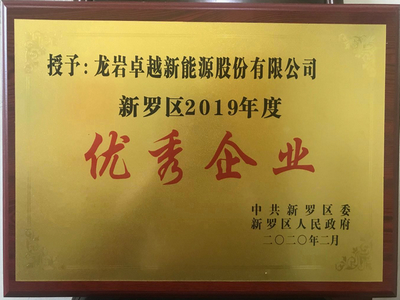 授予：龙岩卓越新能源股份有限公司
新罗区2019年度
优秀企业
中共新罗区委
新罗区人民政府
二〇二〇年二月